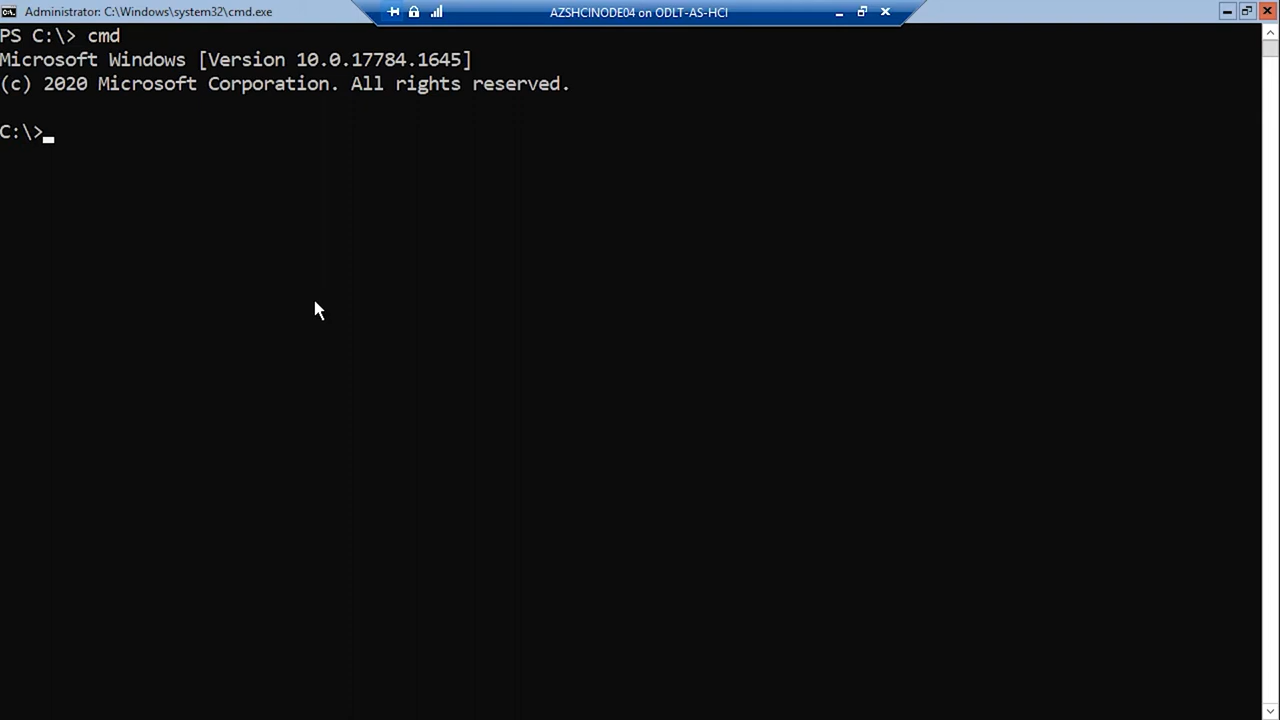 Administrator: C:\Windows\system32\cmd.exe
AZSHCINODE04 on ODLT-AS-HCI
PS C:\> cmd
Microsoft Windows [Version 10.0.17784.1645]
(c) 2020 Microsoft Corporation. All rights reserved.
C:\>